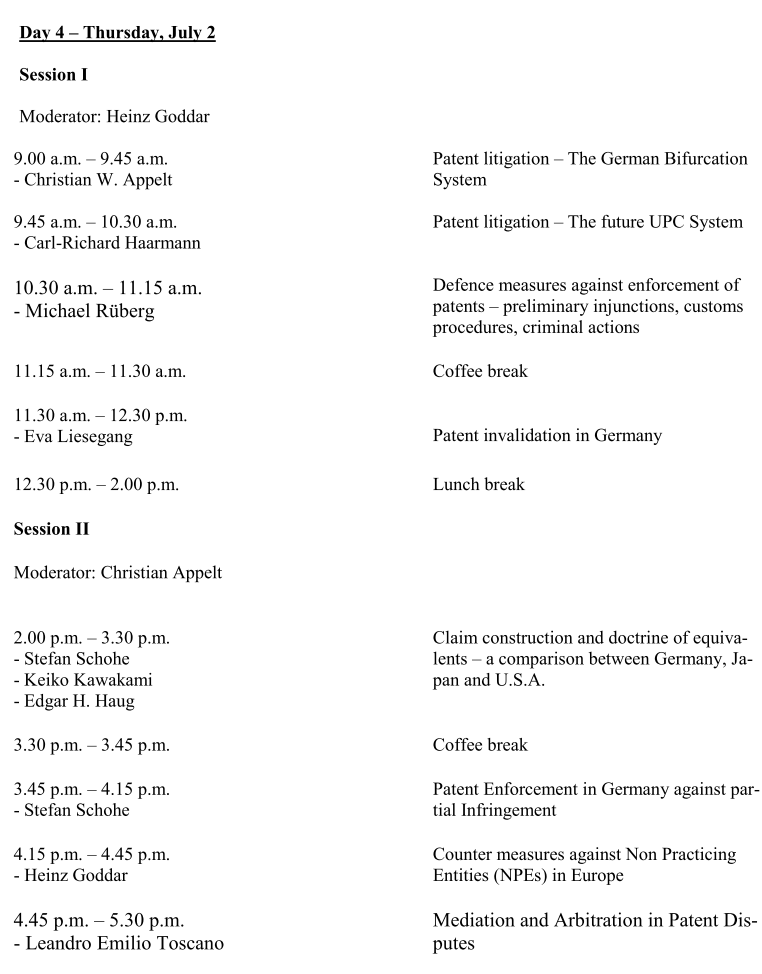 Day 4 – Thursday, July 2
Session I
Moderator: Heinz Goddar
9.00 a.m. – 9.45 a.m.
- Christian W. Appelt
Patent litigation – The German Bifurcation
System
9.45 a.m. – 10.30 a.m.
- Carl-Richard Haarmann
Patent litigation – The future UPC System
10.30 a.m. – 11.15 a.m.
- Michael Rüberg
Defence measures against enforcement of
patents – preliminary injunctions, customs
procedures, criminal actions
11.15 a.m. – 11.30 a.m.
Coffee break
11.30 a.m. – 12.30 p.m.
- Eva Liesegang
Patent invalidation in Germany
12.30 p.m. – 2.00 p.m.
Lunch break
Session II
Moderator: Christian Appelt
2.00 p.m. – 3.30 p.m.
- Stefan Schohe
- Keiko Kawakami
- Edgar H. Haug
Claim construction and doctrine of equiva-
lents – a comparison between Germany, Ja-
pan and U.S.A.
3.30 p.m. – 3.45 p.m.
Coffee break
3.45 p.m. – 4.15 p.m.
- Stefan Schohe
Patent Enforcement in Germany against par-
tial Infringement
4.15 p.m. – 4.45 p.m.
- Heinz Goddar
Counter measures against Non Practicing
Entities (NPEs) in Europe
4.45 p.m. – 5.30 p.m.
- Leandro Emilio Toscano
Mediation and Arbitration in Patent Dis-
putes